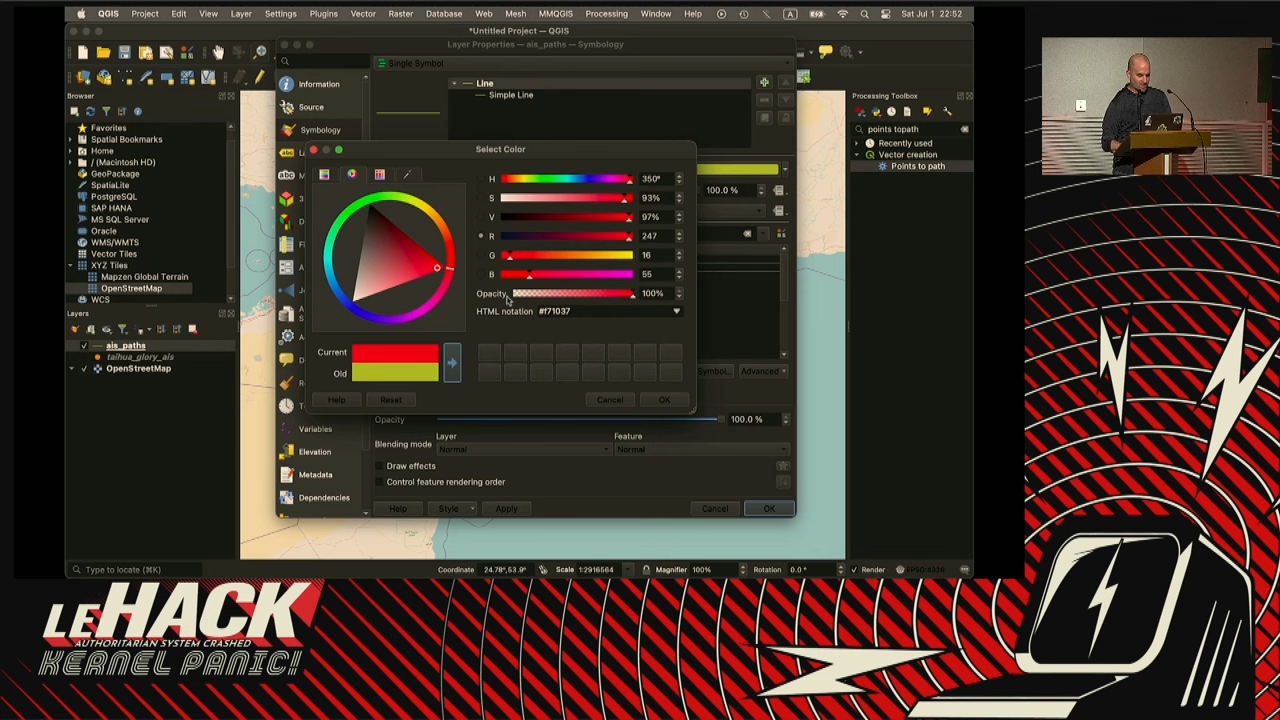 QGIS Project Edit View Layer Settings Plugins Vector Raster Database Web Mesh MMQGIS Processing Window Help A Sat Jul 1 22:52
*Untitled Project — QGIS
Layer Properties — ais_paths — Symbology
Single Symbol
Information
Source
Symbology
Line
Simple Line
Browser
Favorites
Spatial Bookmarks
Home
/ (Macintosh HD)
GeoPackage
SpatiaLite
PostgreSQL
SAP HANA
MS SQL Server
Oracle
WMS/WMTS
Vector Tiles
XYZ Tiles
Mapzen Global Terrain
OpenStreetMap
WCS
Layers
ais_paths
taihua_glory_ais
OpenStreetMap
Select Color
H 350°
S 93%
V 97%
R 247
G 16
B 55
Opacity 100%
HTML notation #f71037
Current
Old
Help Reset Cancel OK
100.0 %
Symbol... Advanced
Variables
Elevation
Metadata
Dependencies
Opacity 100.0 %
Layer Feature
Blending mode Normal Normal
Draw effects
Control feature rendering order
Help Style Apply Cancel OK
Processing Toolbox
points topath
Recently used
Vector creation
Points to path
Type to locate (⌘K) Coordinate 24.78°,53.9° Scale 1:2916564 Magnifier 100% Rotation 0.0 ° Render EPSG:4326
LEHACK
AUTHORITARIAN SYSTEM CRASHED
KERNEL PANIC!